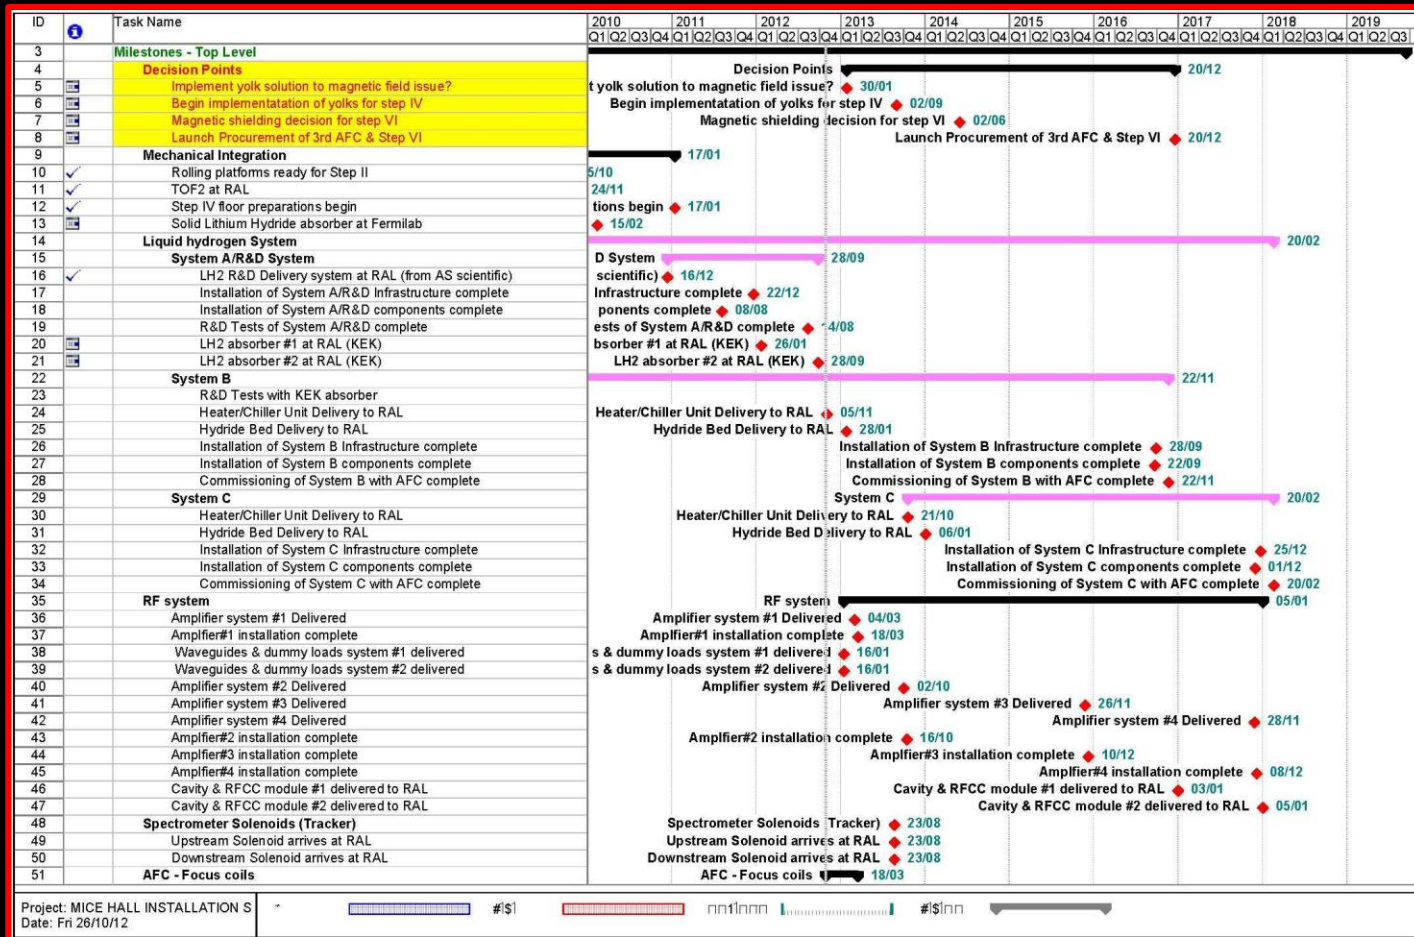 ID Task Name 2010 2011 2012 2013 2014 2015 2016 2017 2018 2019
Q1 Q2 Q3 Q4 Q1 Q2 Q3 Q4 Q1 Q2 Q3 Q4 Q1 Q2 Q3 Q4 Q1 Q2 Q3 Q4 Q1 Q2 Q3 Q4 Q1 Q2 Q3 Q4 Q1 Q2 Q3 Q4 Q1 Q2 Q3 Q4 Q1 Q2 Q3
3 Milestones - Top Level
4 Decision Points Decision Points 20/12
5 Implement yolk solution to magnetic field issue? t yolk solution to magnetic field issue? 30/01
6 Begin implementatation of yolks for step IV Begin implementatation of yolks for step IV 02/09
7 Magnetic shielding decision for step VI Magnetic shielding decision for step VI 02/06
8 Launch Procurement of 3rd AFC & Step VI Launch Procurement of 3rd AFC & Step VI 20/12
9 Mechanical Integration 17/01
10 Rolling platforms ready for Step II 5/10
11 TOF2 at RAL 24/11
12 Step IV floor preparations begin tions begin 17/01
13 Solid Lithium Hydride absorber at Fermilab 15/02
14 Liquid hydrogen System 20/02
15 System A/R&D System D System 28/09
16 LH2 R&D Delivery system at RAL (from AS scientific) scientific) 16/12
17 Installation of System A/R&D Infrastructure complete Infrastructure complete 22/12
18 Installation of System A/R&D components complete ponents complete 08/08
19 R&D Tests of System A/R&D complete ests of System A/R&D complete 14/08
20 LH2 absorber #1 at RAL (KEK) bsorber #1 at RAL (KEK) 26/01
21 LH2 absorber #2 at RAL (KEK) LH2 absorber #2 at RAL (KEK) 28/09
22 System B 22/11
23 R&D Tests with KEK absorber
24 Heater/Chiller Unit Delivery to RAL Heater/Chiller Unit Delivery to RAL 05/11
25 Hydride Bed Delivery to RAL Hydride Bed Delivery to RAL 28/01
26 Installation of System B Infrastructure complete Installation of System B Infrastructure complete 28/09
27 Installation of System B components complete Installation of System B components complete 22/09
28 Commissioning of System B with AFC complete Commissioning of System B with AFC complete 22/11
29 System C System C 20/02
30 Heater/Chiller Unit Delivery to RAL Heater/Chiller Unit Delivery to RAL 21/10
31 Hydride Bed Delivery to RAL Hydride Bed Delivery to RAL 06/01
32 Installation of System C Infrastructure complete Installation of System C Infrastructure complete 25/12
33 Installation of System C components complete Installation of System C components complete 01/12
34 Commissioning of System C with AFC complete Commissioning of System C with AFC complete 20/02
35 RF system RF system 05/01
36 Amplifier system #1 Delivered Amplifier system #1 Delivered 04/03
37 Amplfier#1 installation complete Amplfier#1 installation complete 18/03
38 Waveguides & dummy loads system #1 delivered s & dummy loads system #1 delivered 16/01
39 Waveguides & dummy loads system #2 delivered s & dummy loads system #2 delivered 16/01
40 Amplifier system #2 Delivered Amplifier system #2 Delivered 02/10
41 Amplifier system #3 Delivered Amplifier system #3 Delivered 26/11
42 Amplifier system #4 Delivered Amplifier system #4 Delivered 28/11
43 Amplfier#2 installation complete Amplfier#2 installation complete 16/10
44 Amplfier#3 installation complete Amplfier#3 installation complete 10/12
45 Amplfier#4 installation complete Amplfier#4 installation complete 08/12
46 Cavity & RFCC module #1 delivered to RAL Cavity & RFCC module #1 delivered to RAL 03/01
47 Cavity & RFCC module #2 delivered to RAL Cavity & RFCC module #2 delivered to RAL 05/01
48 Spectrometer Solenoids (Tracker) Spectrometer Solenoids (Tracker) 23/08
49 Upstream Solenoid arrives at RAL Upstream Solenoid arrives at RAL 23/08
50 Downstream Solenoid arrives at RAL Downstream Solenoid arrives at RAL 23/08
51 AFC - Focus coils AFC - Focus coils 18/03
Project: MICE HALL INSTALLATION S
Date: Fri 26/10/12